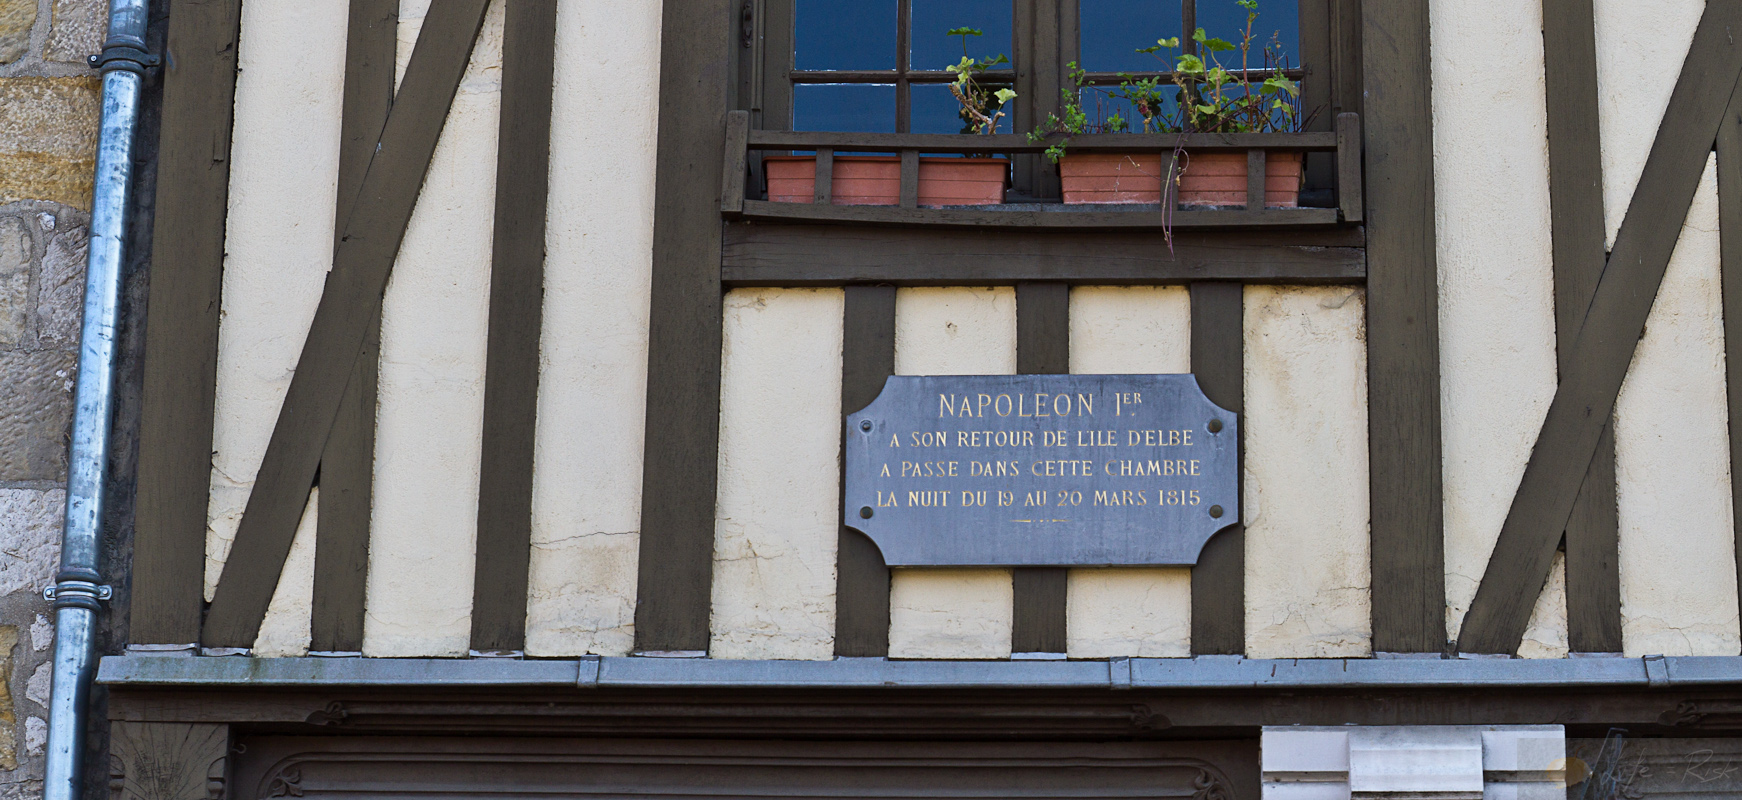 NAPOLEON IER.
A SON RETOUR DE L'ILE D'ELBE
A PASSE DANS CETTE CHAMBRE
LA NUIT DU 19 AU 20 MARS 1815